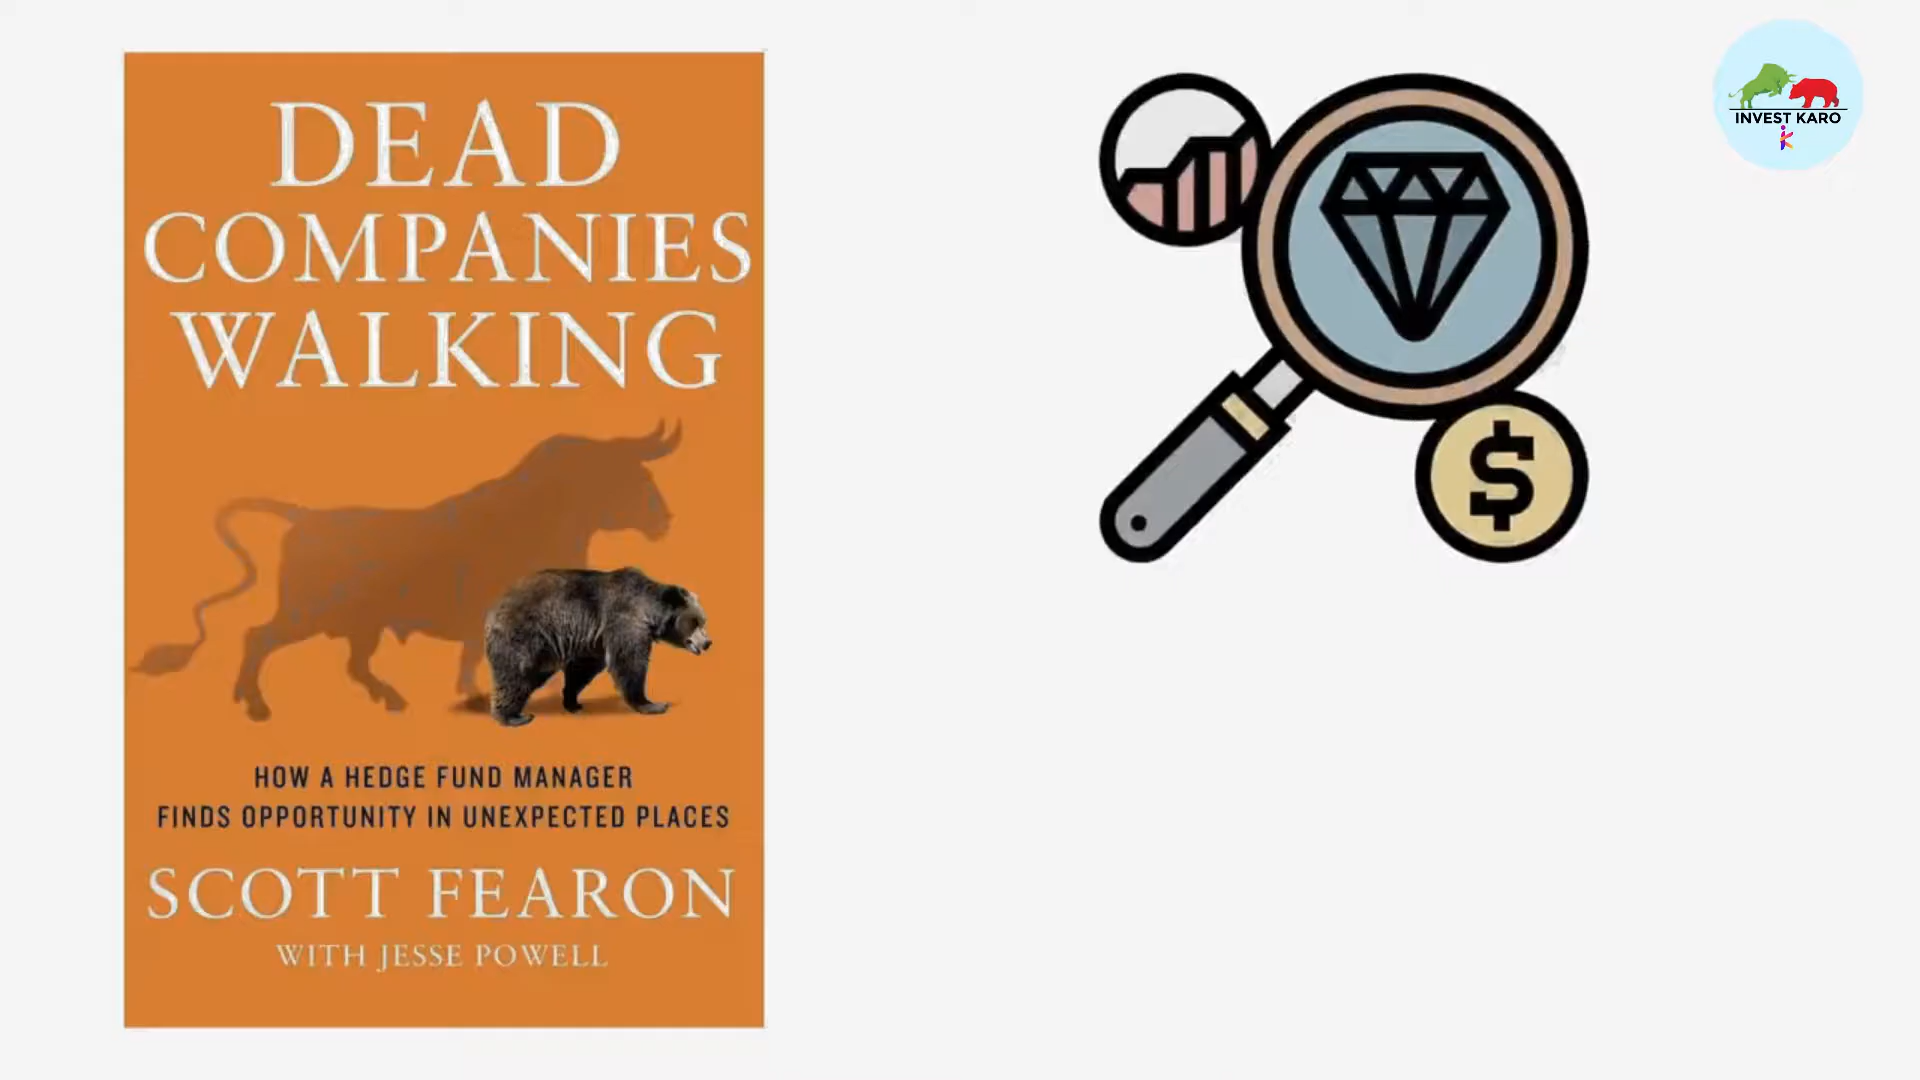 DEAD
COMPANIES
WALKING
HOW A HEDGE FUND MANAGER
FINDS OPPORTUNITY IN UNEXPECTED PLACES
SCOTT FEARON
WITH JESSE POWELL
$
INVEST KARO